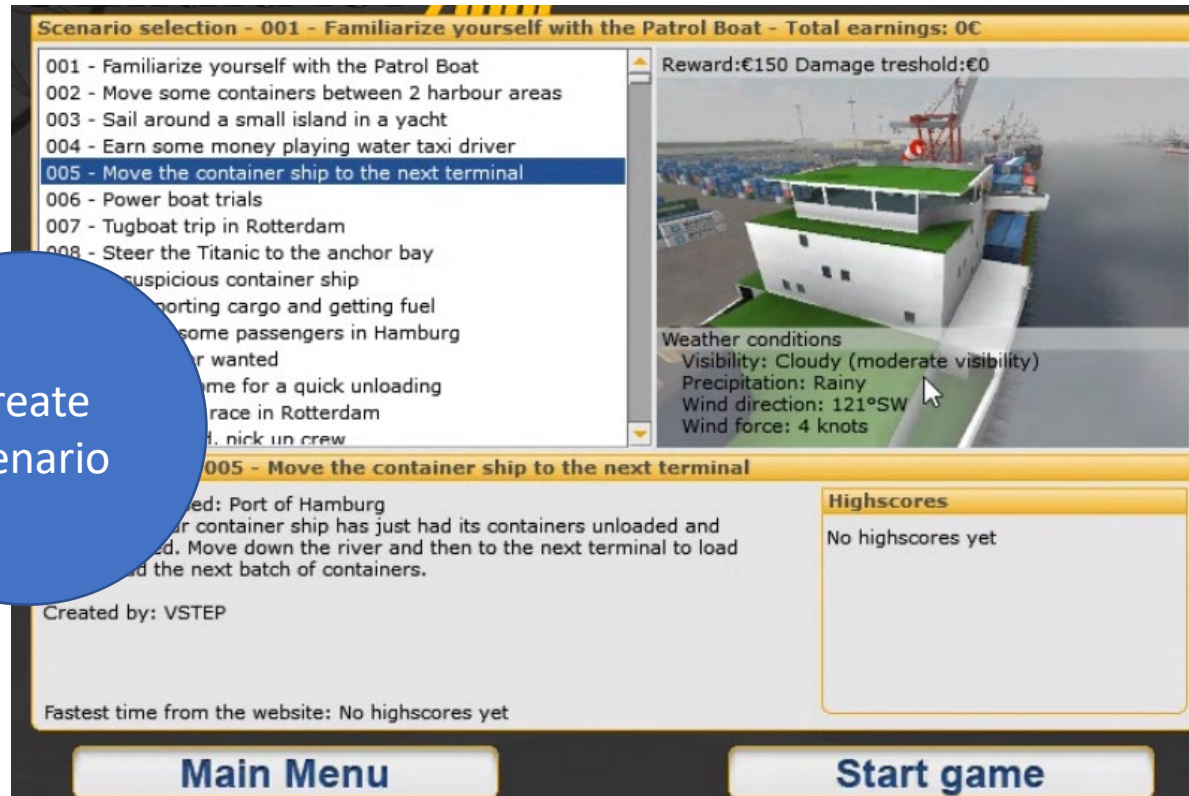 Scenario selection - 001 - Familiarize yourself with the Patrol Boat - Total earnings: 0€
001 - Familiarize yourself with the Patrol Boat
002 - Move some containers between 2 harbour areas
003 - Sail around a small island in a yacht
004 - Earn some money playing water taxi driver
005 - Move the container ship to the next terminal
006 - Power boat trials
007 - Tugboat trip in Rotterdam
008 - Steer the Titanic to the anchor bay
suspicious container ship
porting cargo and getting fuel
some passengers in Hamburg
r wanted
me for a quick unloading
race in Rotterdam
d, pick up crew
Reward:€150 Damage treshold:€0
Weather conditions
Visibility: Cloudy (moderate visibility)
Precipitation: Rainy
Wind direction: 121°SW
Wind force: 4 knots
reate
enario
005 - Move the container ship to the next terminal
ed: Port of Hamburg
r container ship has just had its containers unloaded and
ed. Move down the river and then to the next terminal to load
d the next batch of containers.
Created by: VSTEP
Fastest time from the website: No highscores yet
Highscores
No highscores yet
Main Menu
Start game